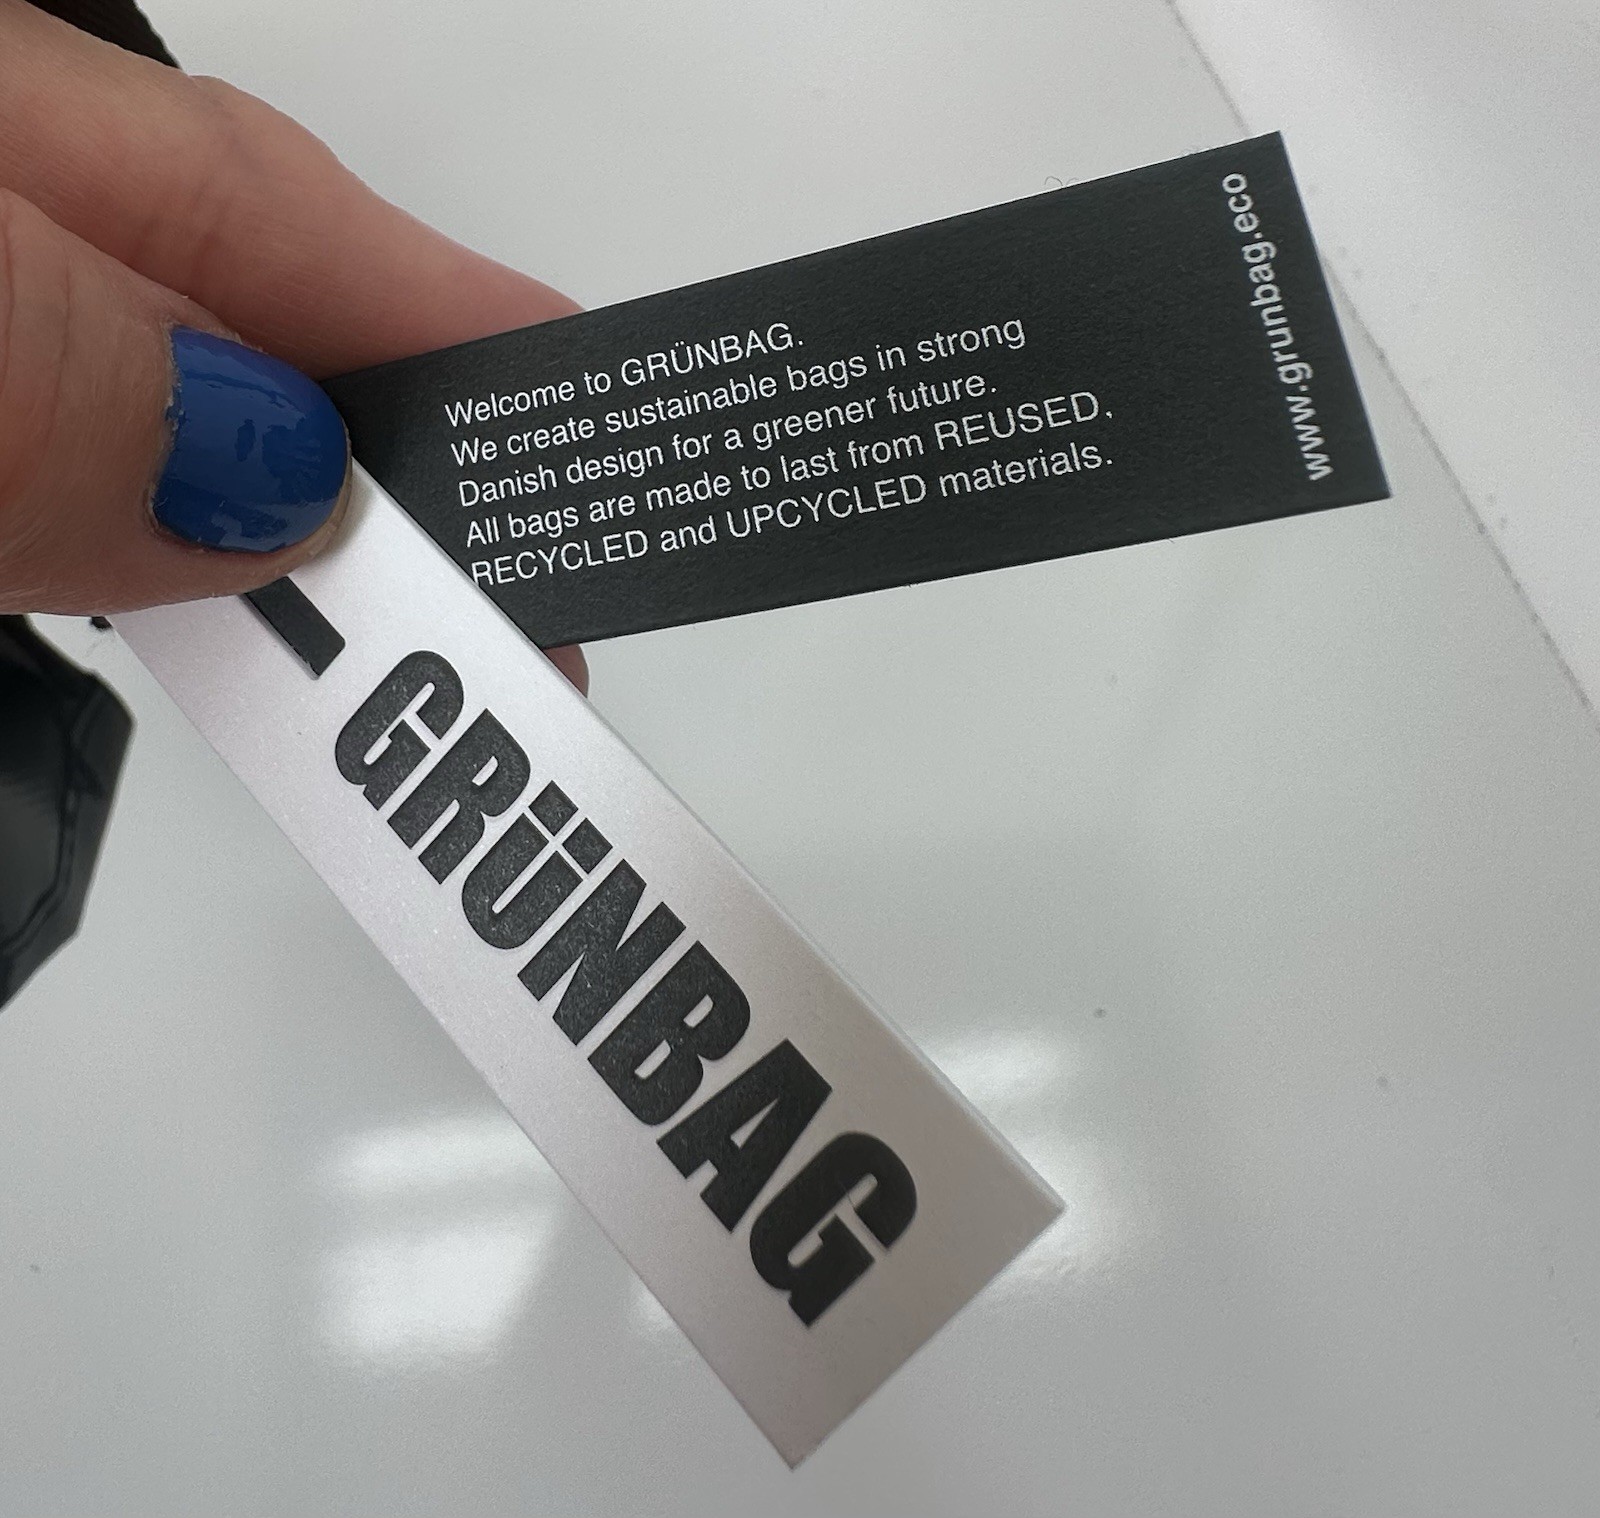 Welcome to GRÜNBAG.
We create sustainable bags in strong
Danish design for a greener future.
All bags are made to last from REUSED,
RECYCLED and UPCYCLED materials.
www.grunbag.eco
GRÜNBAG